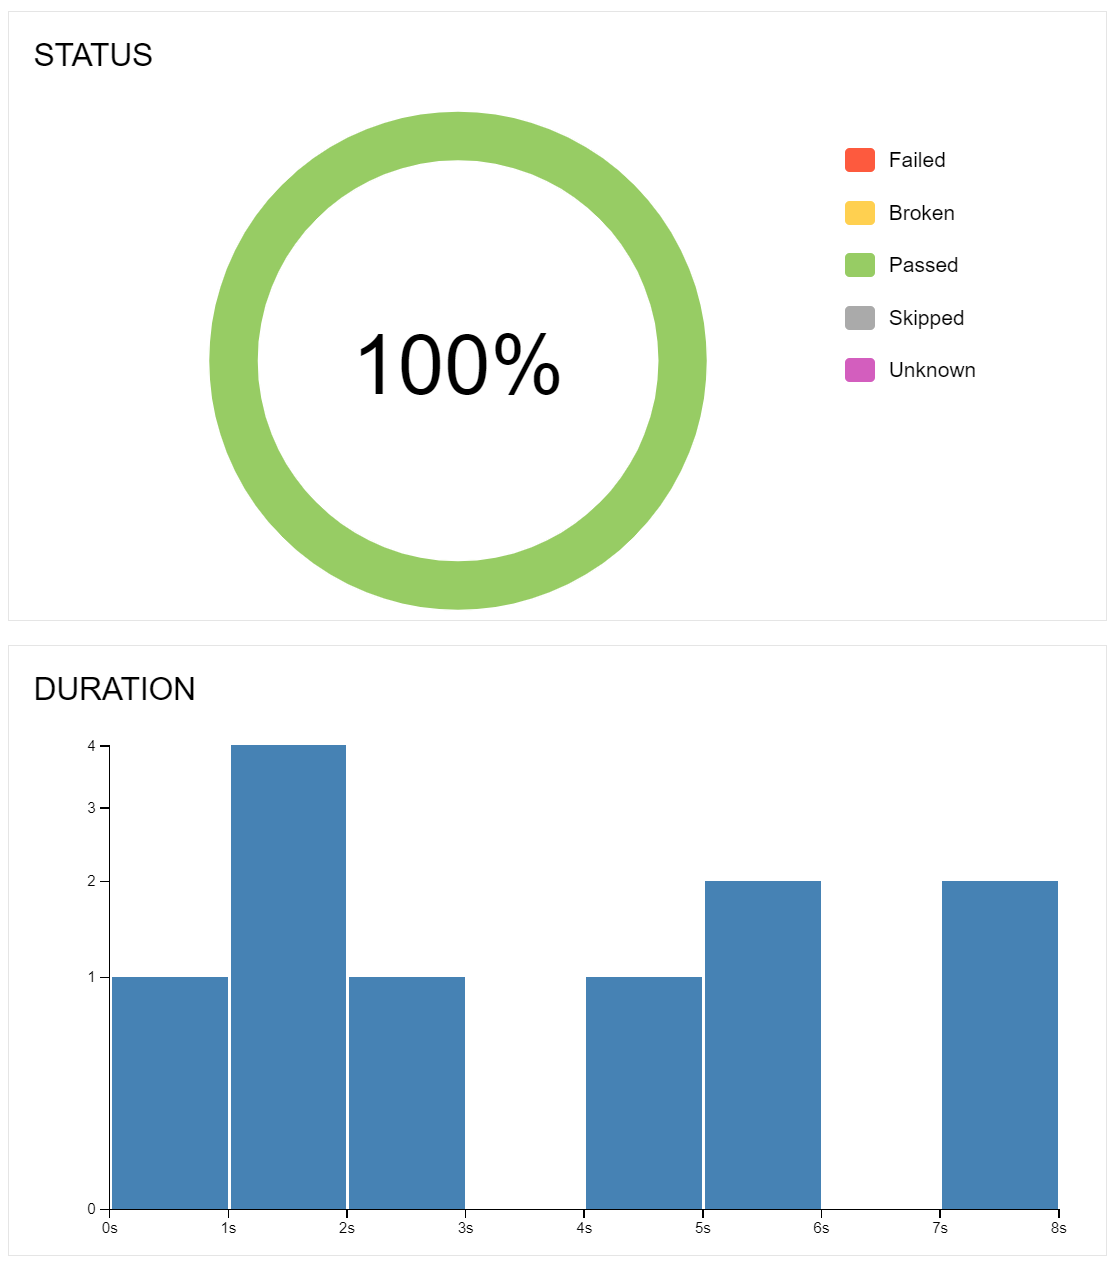 STATUS
100%
Failed
Broken
Passed
Skipped
Unknown
DURATION
4
3
2
1
0
0s 1s 2s 3s 4s 5s 6s 7s 8s